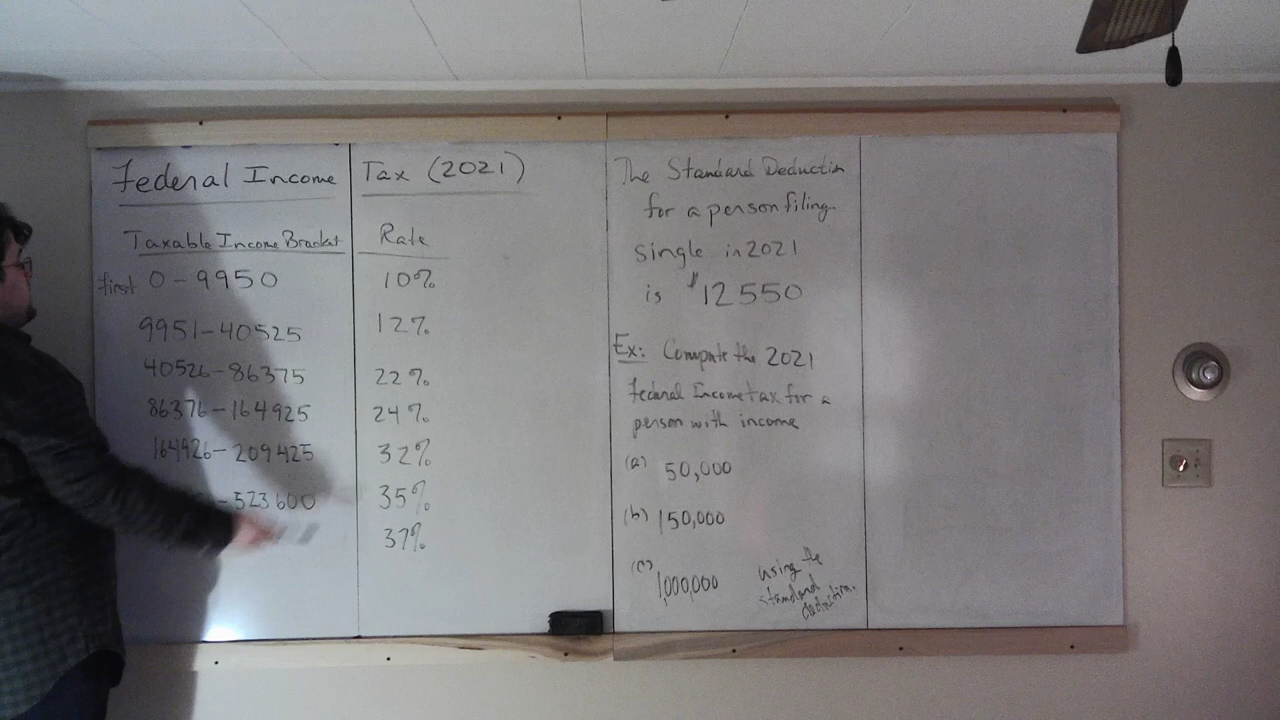 Federal Income Tax (2021)
Taxable Income Bracket Rate
first 0-9950 10%
9951-40525 12%
40526-86375 22%
86376-164925 24%
164926-209425 32%
-523600 35%
37%
The Standard Deduction
for a person filing
single in 2021
is $12550
Ex: Compute the 2021
Federal Income tax for a
person with income
(a) 50,000
(b) 150,000
(c) 1,000,000
using the
standard
deduction.